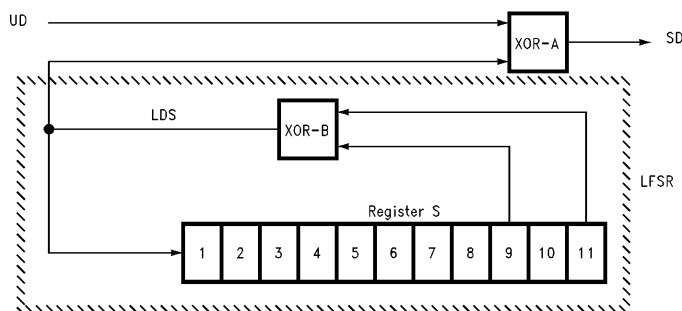 UD
XOR-A
SD
LDS
XOR-B
LFSR
Register S
1 2 3 4 5 6 7 8 9 10 11